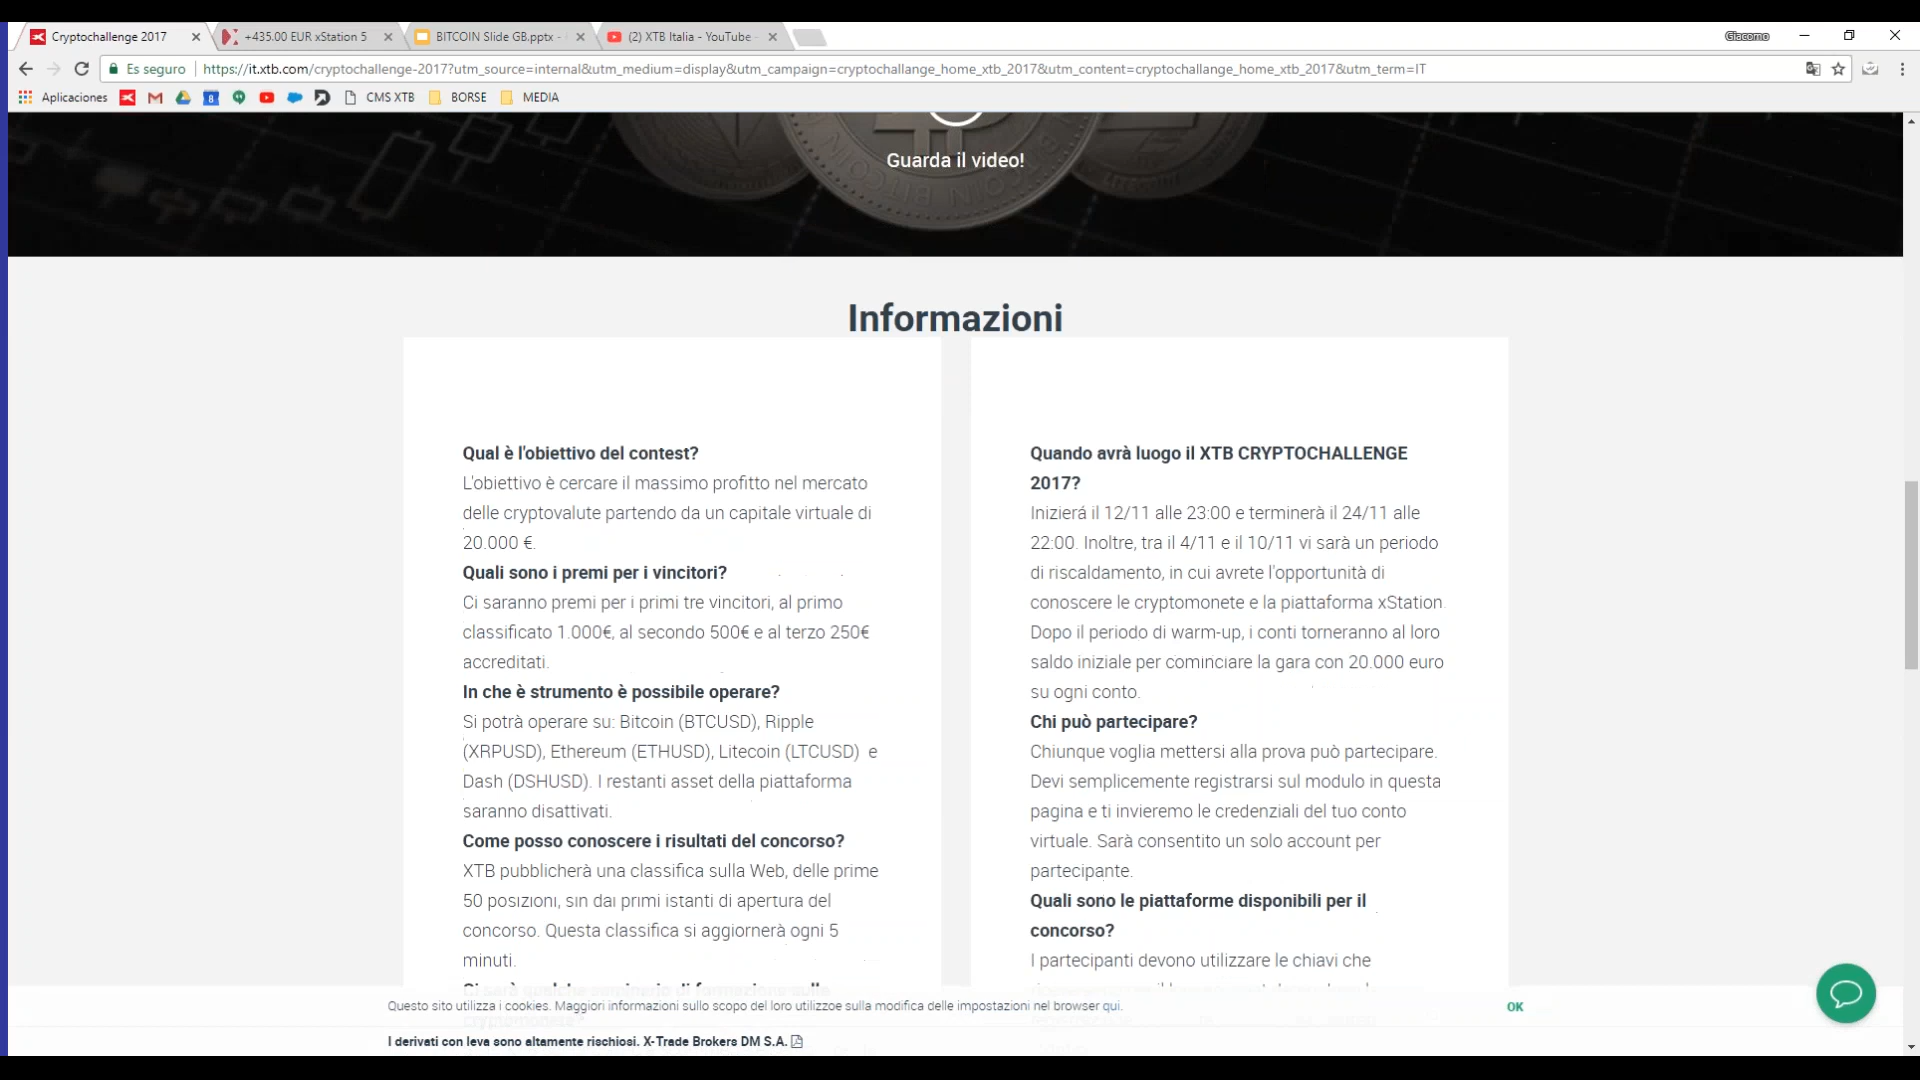 Cryptochallenge 2017
+435.00 EUR xStation 5
BITCOIN Slide GB.pptx -
(2) XTB Italia - YouTube
Giacomo
Es seguro
https://it.xtb.com/cryptochallenge-2017?utm_source=internal&utm_medium=display&utm_campaign=cryptochallange_home_xtb_2017&utm_content=cryptochallange_home_xtb_2017&utm_term=IT
Aplicaciones
CMS XTB
BORSE
MEDIA
Guarda il video!
Informazioni
Qual è l'obiettivo del contest?
L'obiettivo è cercare il massimo profitto nel mercato
delle cryptovalute partendo da un capitale virtuale di
20.000 €.
Quali sono i premi per i vincitori?
Ci saranno premi per i primi tre vincitori, al primo
classificato 1.000€, al secondo 500€ e al terzo 250€
accreditati.
In che è strumento è possibile operare?
Si potrà operare su: Bitcoin (BTCUSD), Ripple
(XRPUSD), Ethereum (ETHUSD), Litecoin (LTCUSD) e
Dash (DSHUSD). I restanti asset della piattaforma
saranno disattivati.
Come posso conoscere i risultati del concorso?
XTB pubblicherà una classifica sulla Web, delle prime
50 posizioni, sin dai primi istanti di apertura del
concorso. Questa classifica si aggiornerà ogni 5
minuti.
Quando avrà luogo il XTB CRYPTOCHALLENGE
2017?
Inizierá il 12/11 alle 23:00 e terminerà il 24/11 alle
22:00. Inoltre, tra il 4/11 e il 10/11 vi sarà un periodo
di riscaldamento, in cui avrete l'opportunità di
conoscere le cryptomonete e la piattaforma xStation.
Dopo il periodo di warm-up, i conti torneranno al loro
saldo iniziale per cominciare la gara con 20.000 euro
su ogni conto.
Chi può partecipare?
Chiunque voglia mettersi alla prova può partecipare.
Devi semplicemente registrarsi sul modulo in questa
pagina e ti invieremo le credenziali del tuo conto
virtuale. Sarà consentito un solo account per
partecipante.
Quali sono le piattaforme disponibili per il
concorso?
I partecipanti devono utilizzare le chiavi che
Questo sito utilizza i cookies. Maggiori informazioni sullo scopo del loro utilizzoe sulla modifica delle impostazioni nel browser qui.
OK
I derivati con leva sono altamente rischiosi. X-Trade Brokers DM S.A.